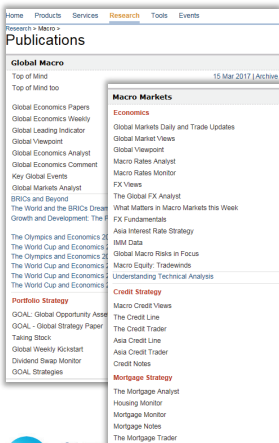 Home Products Services Research Tools Events
Research > Macro >
Publications
Global Macro
Top of Mind 15 Mar 2017 | Archive
Top of Mind too
Global Economics Papers
Global Economics Weekly
Global Leading Indicator
Global Viewpoint
Global Economics Analyst
Global Economics Comment
Key Global Events
Global Markets Analyst
BRICs and Beyond
The World and the BRICs Dream
Growth and Development: The
The Olympics and Economics 20
The World Cup and Economics 2
The Olympics and Economics 2
The World Cup and Economics 2
The World Cup and Economics 2
The World Cup and Economics 2
Portfolio Strategy
GOAL: Global Opportunity Asse
GOAL - Global Strategy Paper
Taking Stock
Global Weekly Kickstart
Dividend Swap Monitor
GOAL Strategies
Macro Markets
Economics
Global Markets Daily and Trade Updates
Global Market Views
Global Viewpoint
Macro Rates Analyst
Macro Rates Monitor
FX Views
The Global FX Analyst
What Matters in Macro Markets this Week
FX Fundamentals
Asia Interest Rate Strategy
IMM Data
Global Macro Risks in Focus
Macro Equity: Tradewinds
Understanding Technical Analysis
Credit Strategy
Macro Credit Views
The Credit Line
The Credit Trader
Asia Credit Line
Asia Credit Trader
Credit Notes
Mortgage Strategy
The Mortgage Analyst
Housing Monitor
Mortgage Monitor
Mortgage Notes
The Mortgage Trader